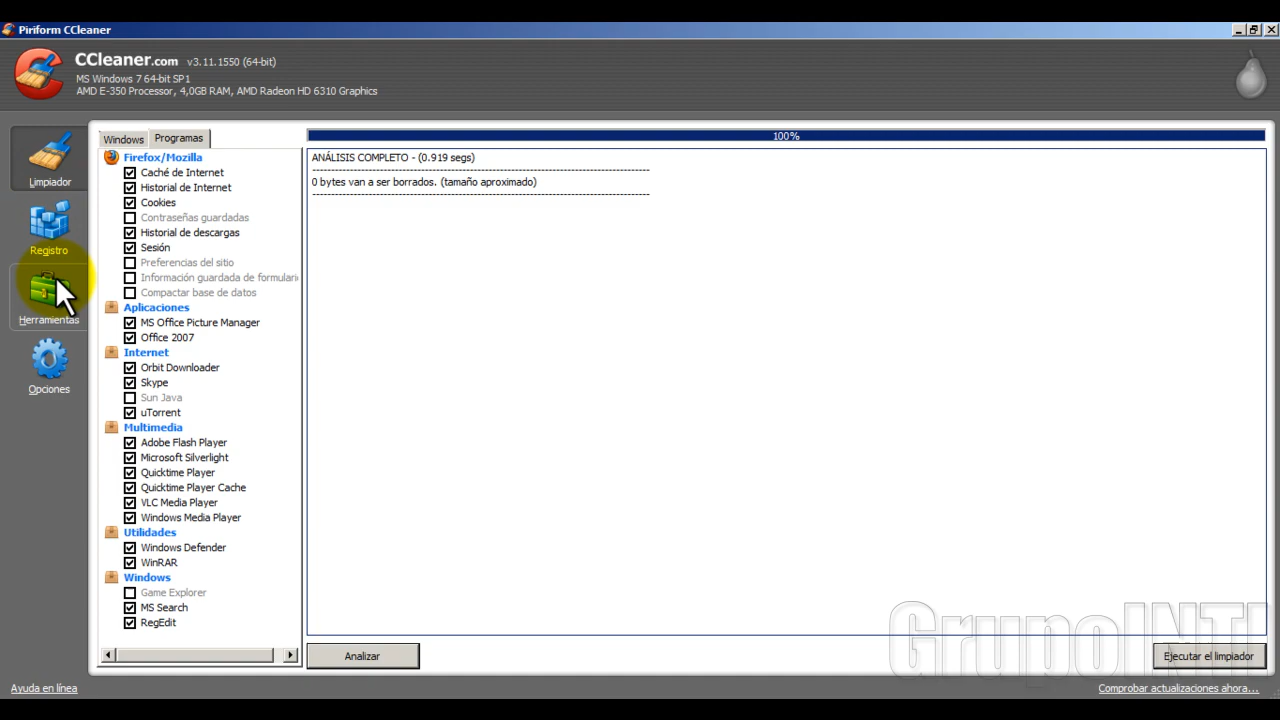 Piriform CCleaner
CCleaner.com v3.11.1550 (64-bit)
MS Windows 7 64-bit SP1
AMD E-350 Processor, 4,0GB RAM, AMD Radeon HD 6310 Graphics
Limpiador
Registro
Herramientas
Opciones
Windows Programas
Firefox/Mozilla
Caché de Internet
Historial de Internet
Cookies
Contraseñas guardadas
Historial de descargas
Sesión
Preferencias del sitio
Información guardada de formulari
Compactar base de datos
Aplicaciones
MS Office Picture Manager
Office 2007
Internet
Orbit Downloader
Skype
Sun Java
uTorrent
Multimedia
Adobe Flash Player
Microsoft Silverlight
Quicktime Player
Quicktime Player Cache
VLC Media Player
Windows Media Player
Utilidades
Windows Defender
WinRAR
Windows
Game Explorer
MS Search
RegEdit
100%
ANÁLISIS COMPLETO - (0.919 segs)
0 bytes van a ser borrados. (tamaño aproximado)
GrupoINTI
Analizar
Ejecutar el limpiador
Ayuda en línea
Comprobar actualizaciones ahora...